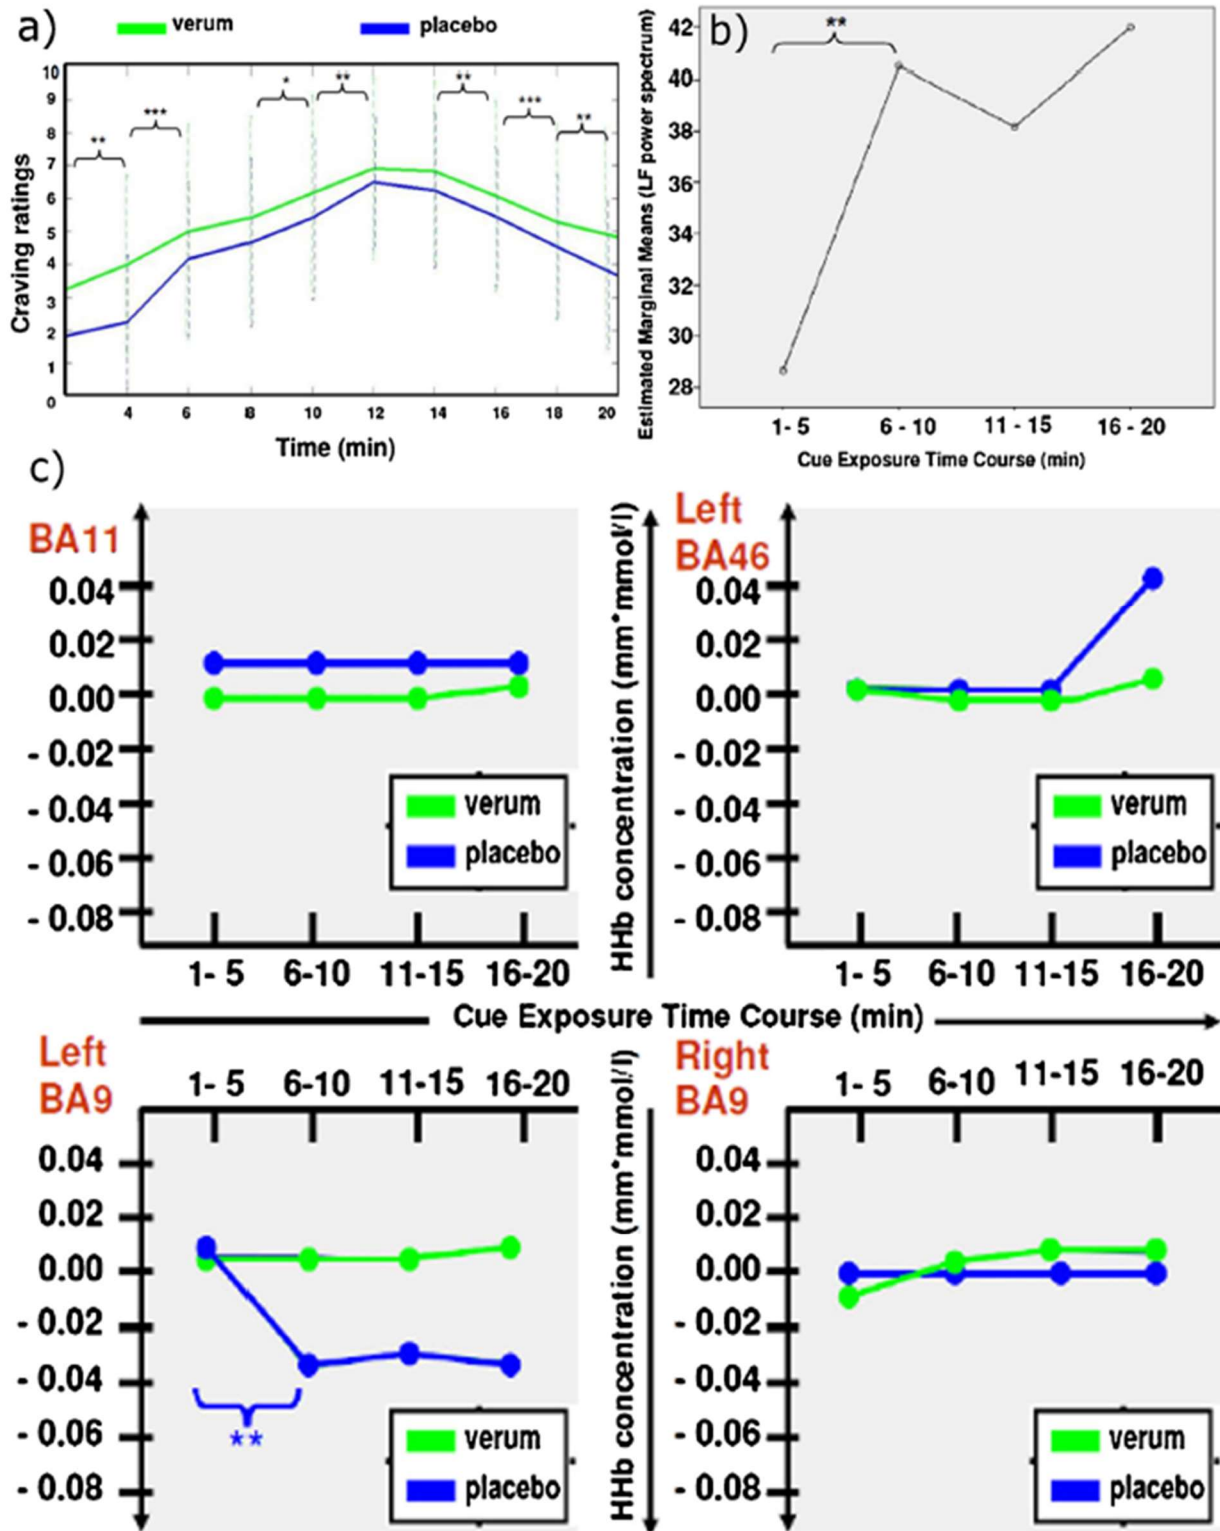 a)
verum
placebo
10
9
8
7
6
5
4
3
2
1
0
Craving ratings
**
***
*
**
**
***
**
4 6 8 10 12 14 16 18 20
Time (min)
b)
**
42
40
38
36
34
32
30
28
Estimated Marginal Means (LF power spectrum)
1- 5 6 - 10 11 - 15 16 - 20
Cue Exposure Time Course (min)
c)
BA11
0.04
0.02
0.00
- 0.02
- 0.04
- 0.06
- 0.08
verum
placebo
1- 5 6-10 11-15 16-20
HHb concentration (mm*mmol/l)
Left
BA46
0.04
0.02
0.00
- 0.02
- 0.04
- 0.06
- 0.08
verum
placebo
1- 5 6-10 11-15 16-20
Cue Exposure Time Course (min)
Left
BA9
1- 5 6-10 11-15 16-20
0.04
0.02
0.00
- 0.02
- 0.04
- 0.06
- 0.08
**
verum
placebo
HHb concentration (mm*mmol/l)
Right
BA9
1- 5 6-10 11-15 16-20
0.04
0.02
0.00
- 0.02
- 0.04
- 0.06
- 0.08
verum
placebo